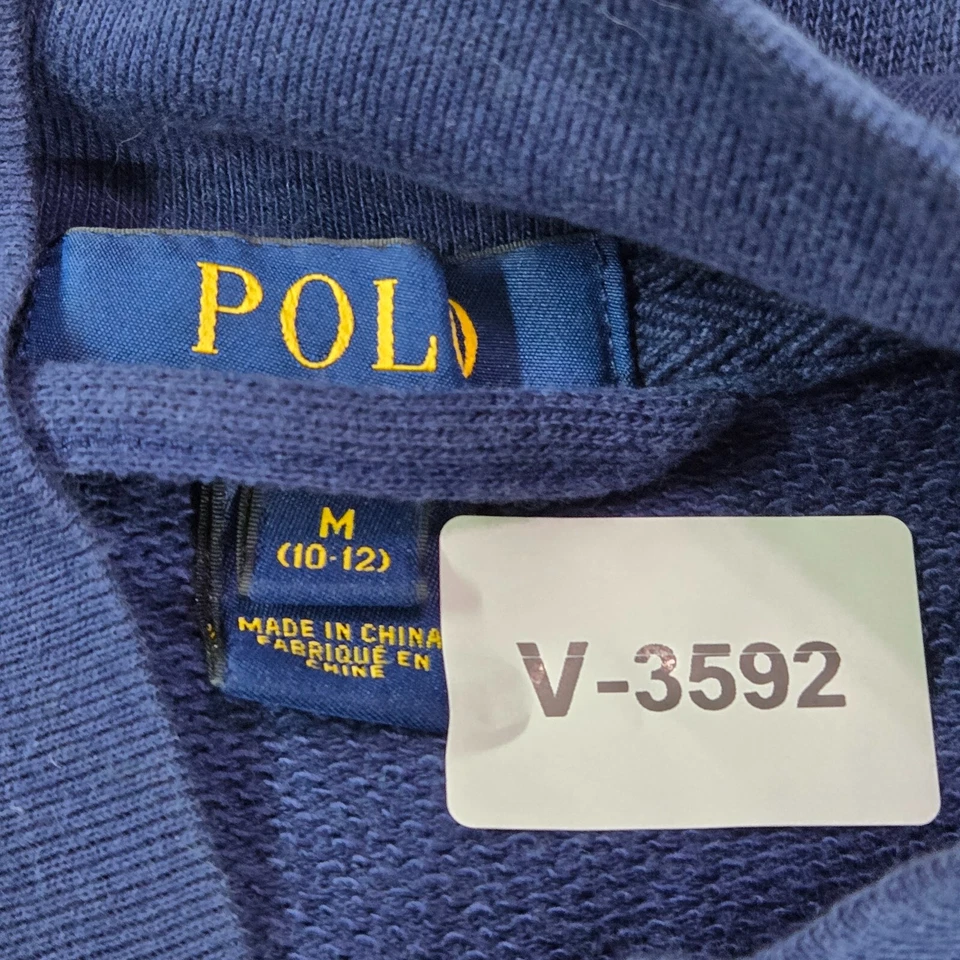 POLO
M
(10-12)
MADE IN CHINA
FABRIQUÉ EN
CHINE
V-3592